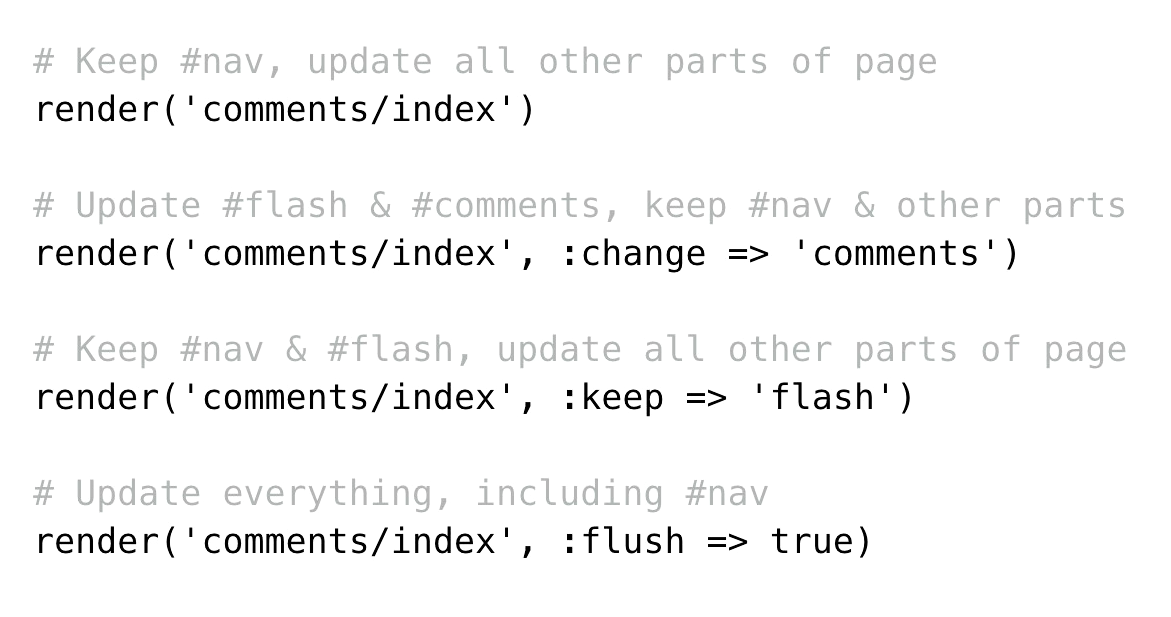 # Keep #nav, update all other parts of page
render('comments/index')
# Update #flash & #comments, keep #nav & other parts
render('comments/index', :change => 'comments')
# Keep #nav & #flash, update all other parts of page
render('comments/index', :keep => 'flash')
# Update everything, including #nav
render('comments/index', :flush => true)